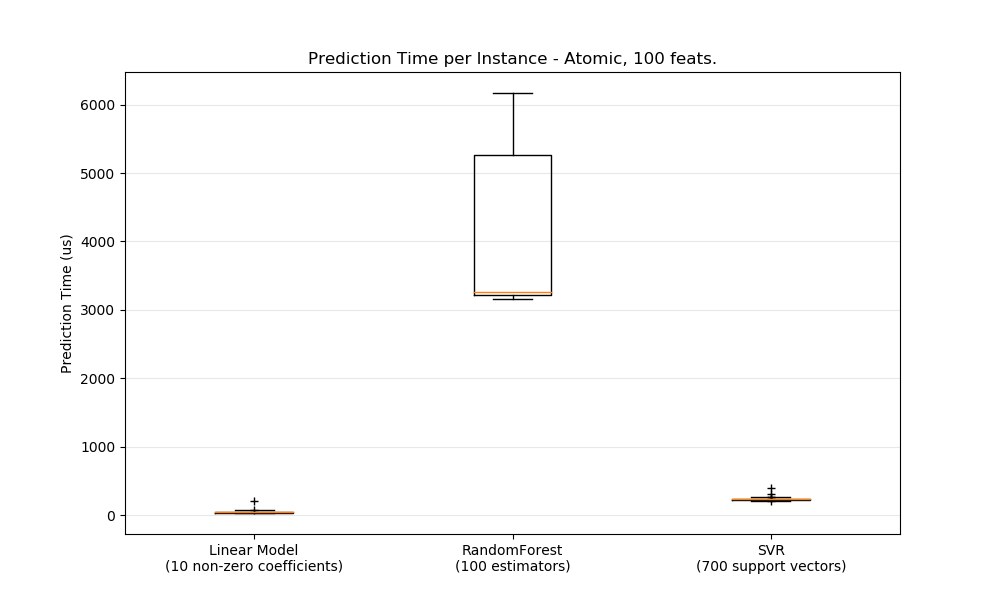 Prediction Time per Instance - Atomic, 100 feats.
Prediction Time (us)
6000
5000
4000
3000
2000
1000
0
Linear Model
(10 non-zero coefficients)
RandomForest
(100 estimators)
SVR
(700 support vectors)